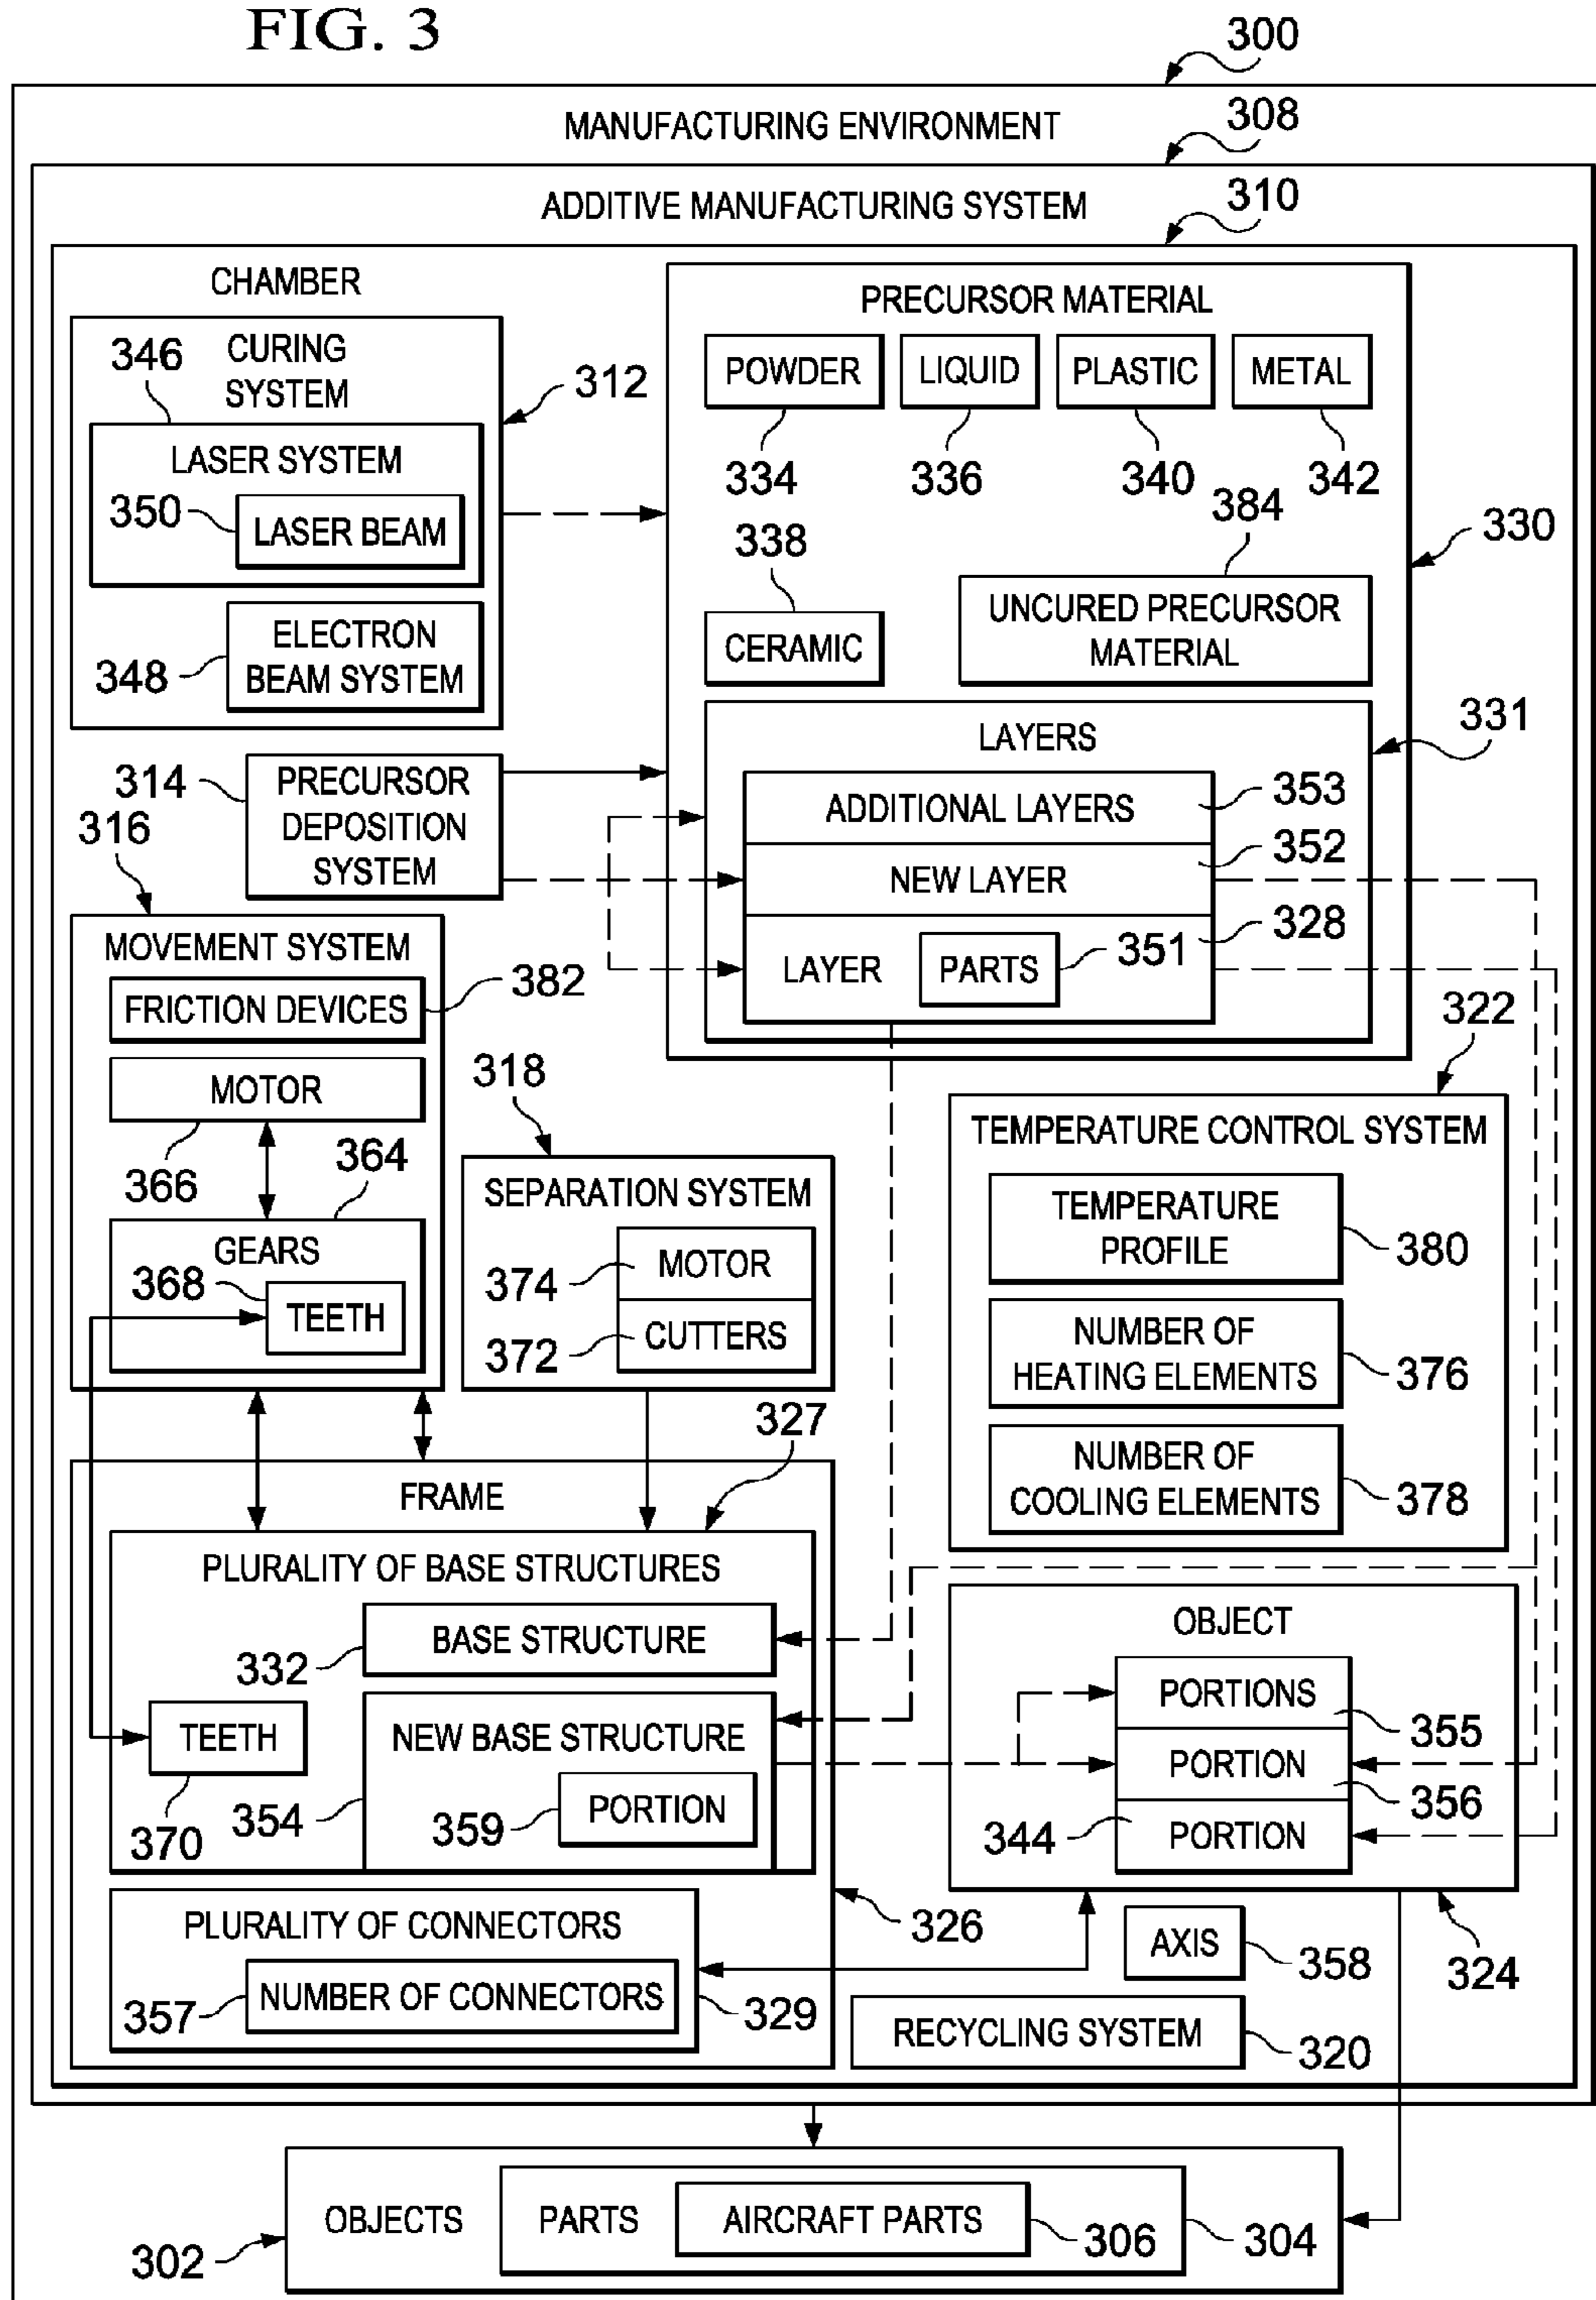 FIG. 3
300
MANUFACTURING ENVIRONMENT
308
ADDITIVE MANUFACTURING SYSTEM
310
CHAMBER
346
CURING
SYSTEM
312
LASER SYSTEM
350
LASER BEAM
348
ELECTRON
BEAM SYSTEM
PRECURSOR MATERIAL
POWDER
LIQUID
PLASTIC
METAL
334
336
340
342
384
330
338
CERAMIC
UNCURED PRECURSOR
MATERIAL
331
LAYERS
ADDITIONAL LAYERS
353
NEW LAYER
352
LAYER
PARTS
351
328
314
PRECURSOR
DEPOSITION
SYSTEM
316
MOVEMENT SYSTEM
FRICTION DEVICES
382
MOTOR
366
364
GEARS
368
TEETH
318
SEPARATION SYSTEM
374
MOTOR
372
CUTTERS
322
TEMPERATURE CONTROL SYSTEM
TEMPERATURE
PROFILE
380
NUMBER OF
HEATING ELEMENTS
376
NUMBER OF
COOLING ELEMENTS
378
327
FRAME
PLURALITY OF BASE STRUCTURES
BASE STRUCTURE
332
TEETH
370
NEW BASE STRUCTURE
354
359
PORTION
OBJECT
PORTIONS
355
PORTION
356
344
PORTION
326
PLURALITY OF CONNECTORS
357
NUMBER OF CONNECTORS
329
AXIS
358
324
RECYCLING SYSTEM
320
302
OBJECTS
PARTS
AIRCRAFT PARTS
306
304